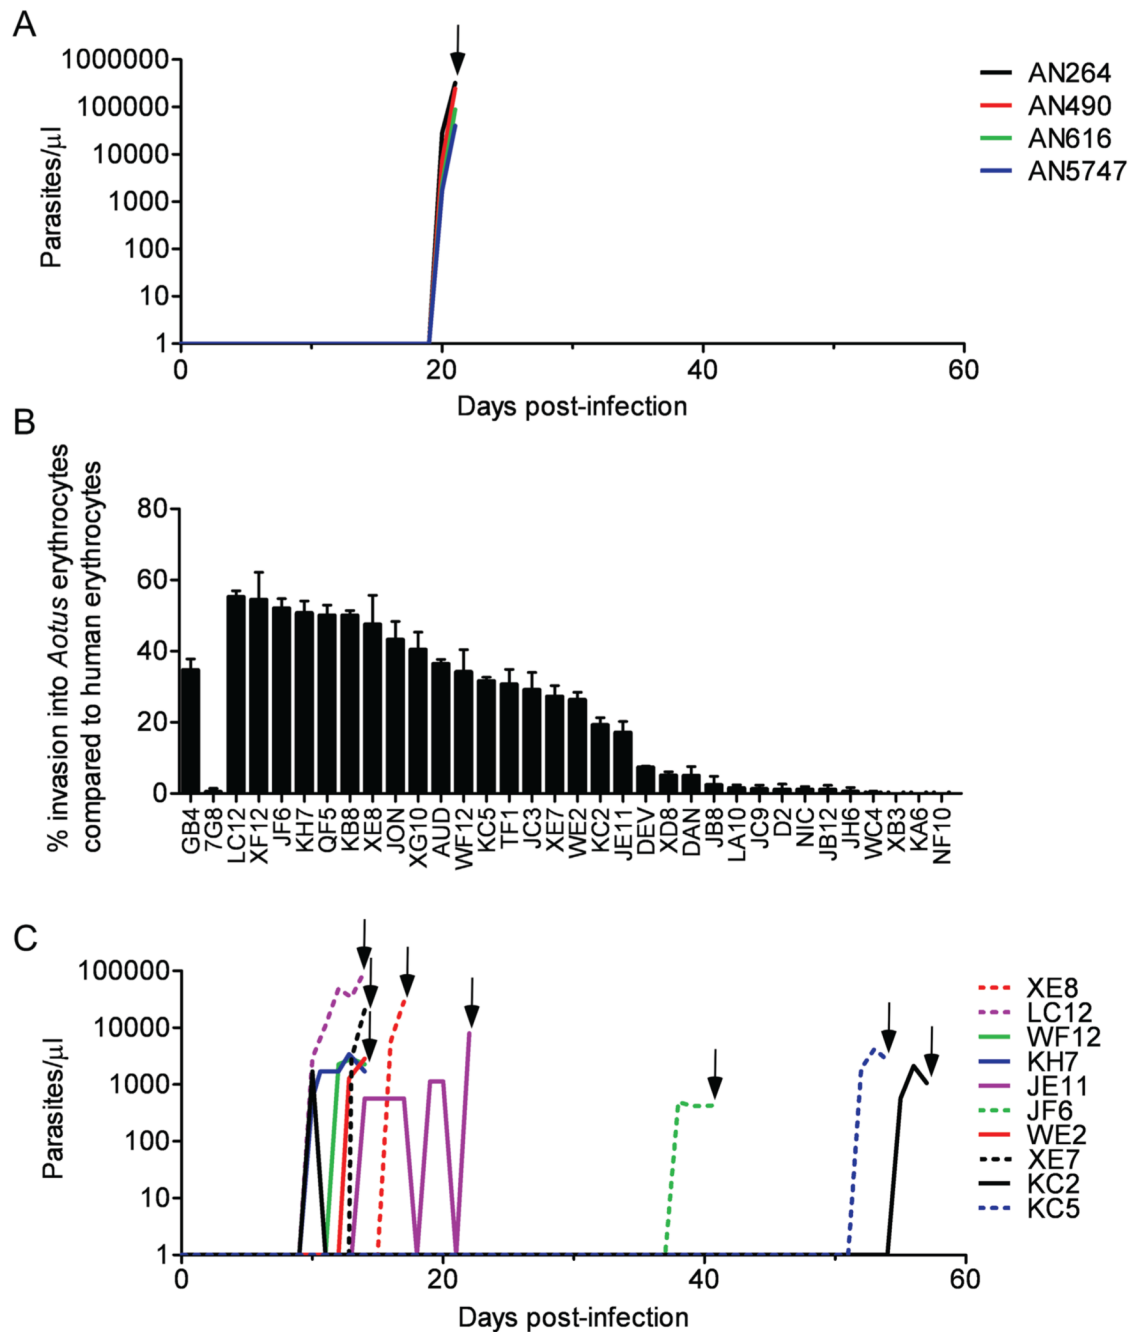 A
Parasites/µl
1000000
100000
10000
1000
100
10
1
0
20
40
60
Days post-infection
AN264
AN490
AN616
AN5747
B
% invasion into Aotus erythrocytes
compared to human erythrocytes
80
60
40
20
0
GB4
7G8
LC12
XF12
JF6
KH7
QF5
KB8
XE8
JON
XG10
AUD
WF12
KC5
TF1
JC3
XE7
WE2
KC2
JE11
DEV
XD8
DAN
JB8
LA10
JC9
D2
NIC
JB12
JH6
WC4
XB3
KA6
NF10
C
Parasites/µl
100000
10000
1000
100
10
1
0
20
40
60
Days post-infection
XE8
LC12
WF12
KH7
JE11
JF6
WE2
XE7
KC2
KC5